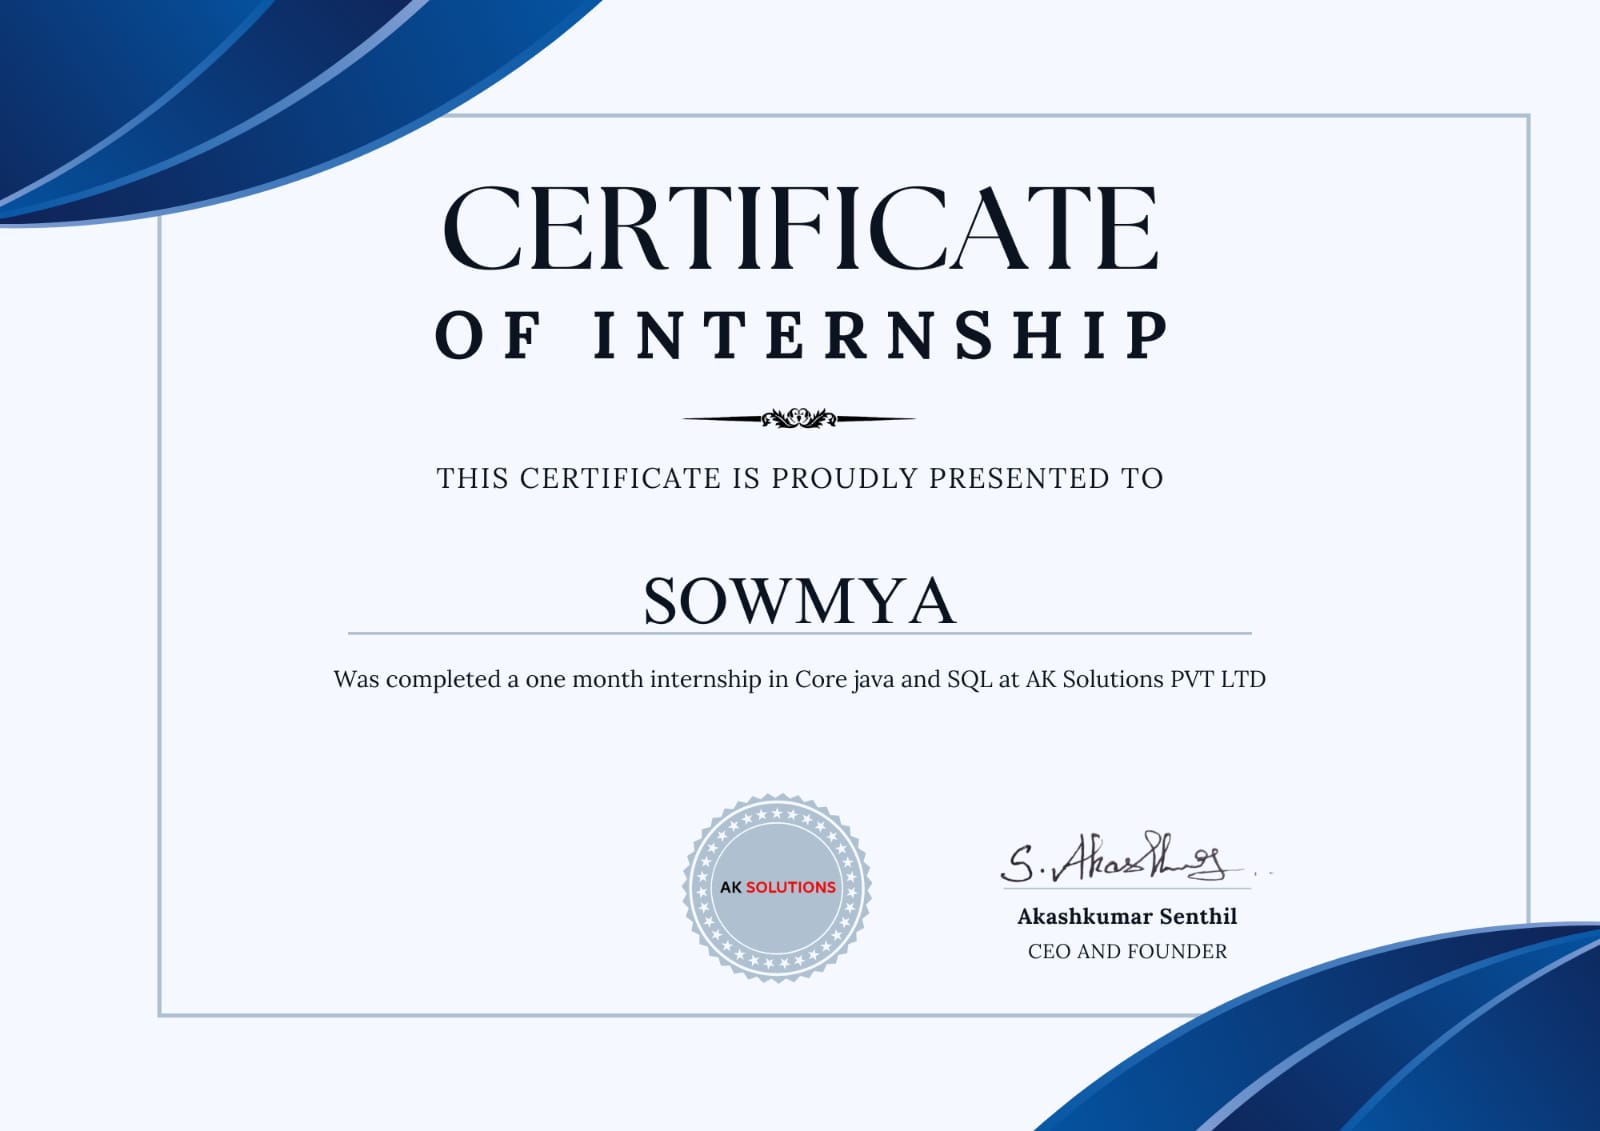 CERTIFICATE
OF INTERNSHIP
THIS CERTIFICATE IS PROUDLY PRESENTED TO
SOWMYA
Was completed a one month internship in Core java and SQL at AK Solutions PVT LTD
AK SOLUTIONS
S. Akashkumar
Akashkumar Senthil
CEO AND FOUNDER